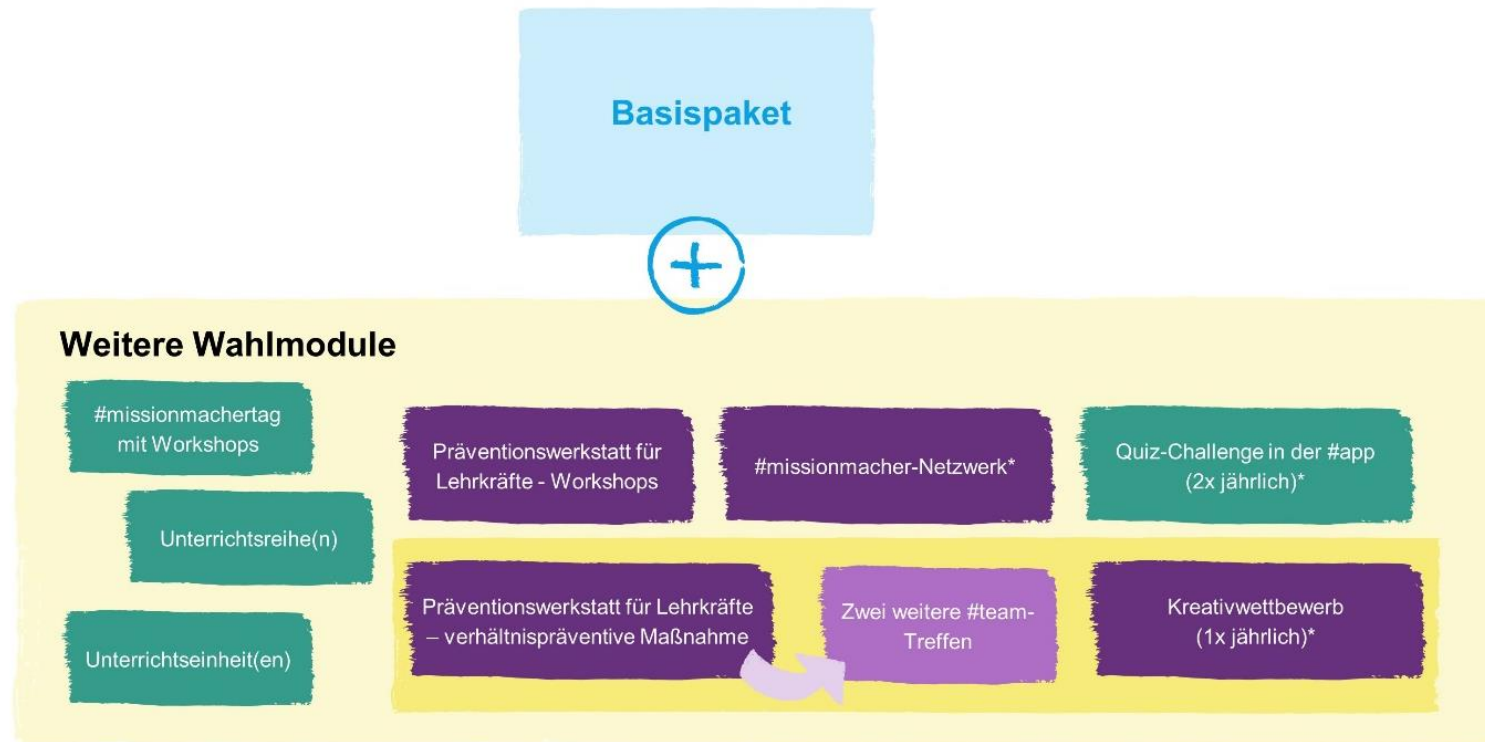 Basispaket
+
Weitere Wahlmodule
#missionmachertag
mit Workshops
Unterrichtsreihe(n)
Unterrichtseinheit(en)
Präventionswerkstatt für
Lehrkräfte - Workshops
#missionmacher-Netzwerk*
Quiz-Challenge in der #app
(2x jährlich)*
Präventionswerkstatt für Lehrkräfte
– verhältnispräventive Maßnahme
Zwei weitere #team-
Treffen
Kreativwettbewerb
(1x jährlich)*